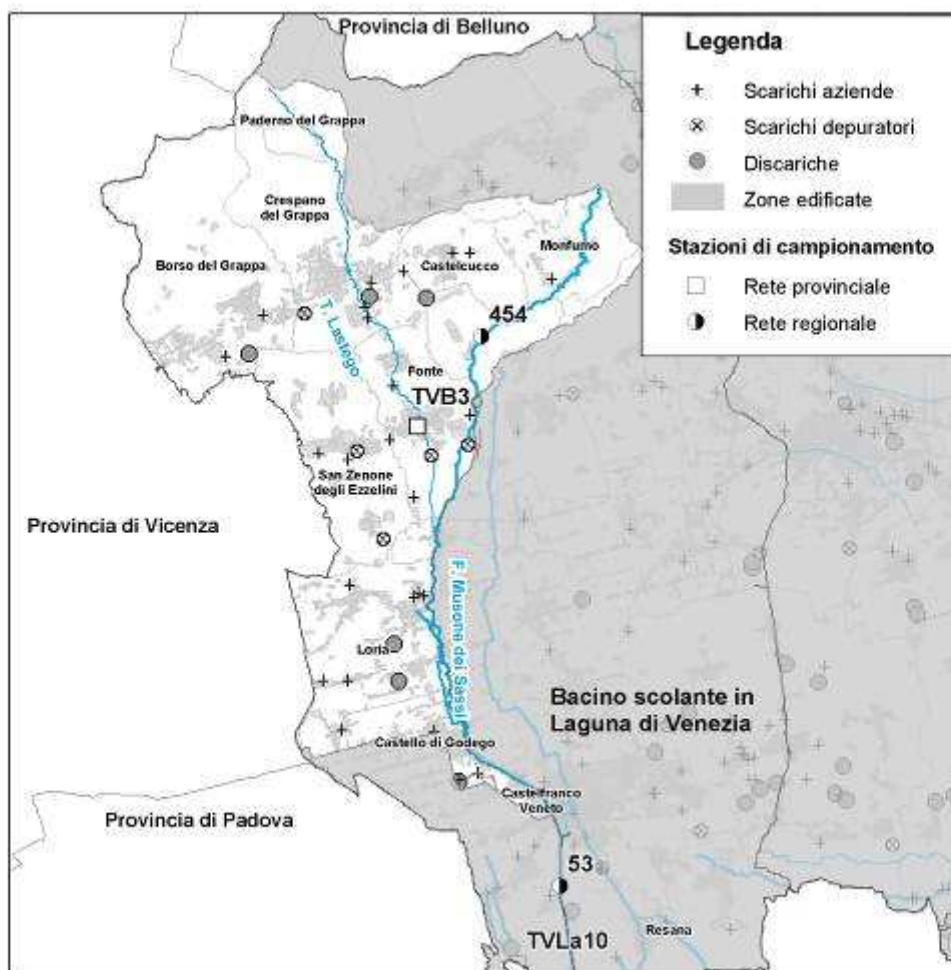 Provincia di Belluno
Legenda
Scarichi aziende
Scarichi depuratori
Discariche
Zone edificate
Stazioni di campionamento
Rete provinciale
Rete regionale
Paderno del Grappa
Crespano
del Grappa
Borso del Grappa
Castelcucco
Monfumo
454
T. Lastego
Fonte
TVB3
San Zenone
degli Ezzelini
Provincia di Vicenza
F. Musone dei Sassi
Loria
Bacino scolante in
Laguna di Venezia
Castello di Godego
Castelfranco
Veneto
Provincia di Padova
53
TVLa10
Resana